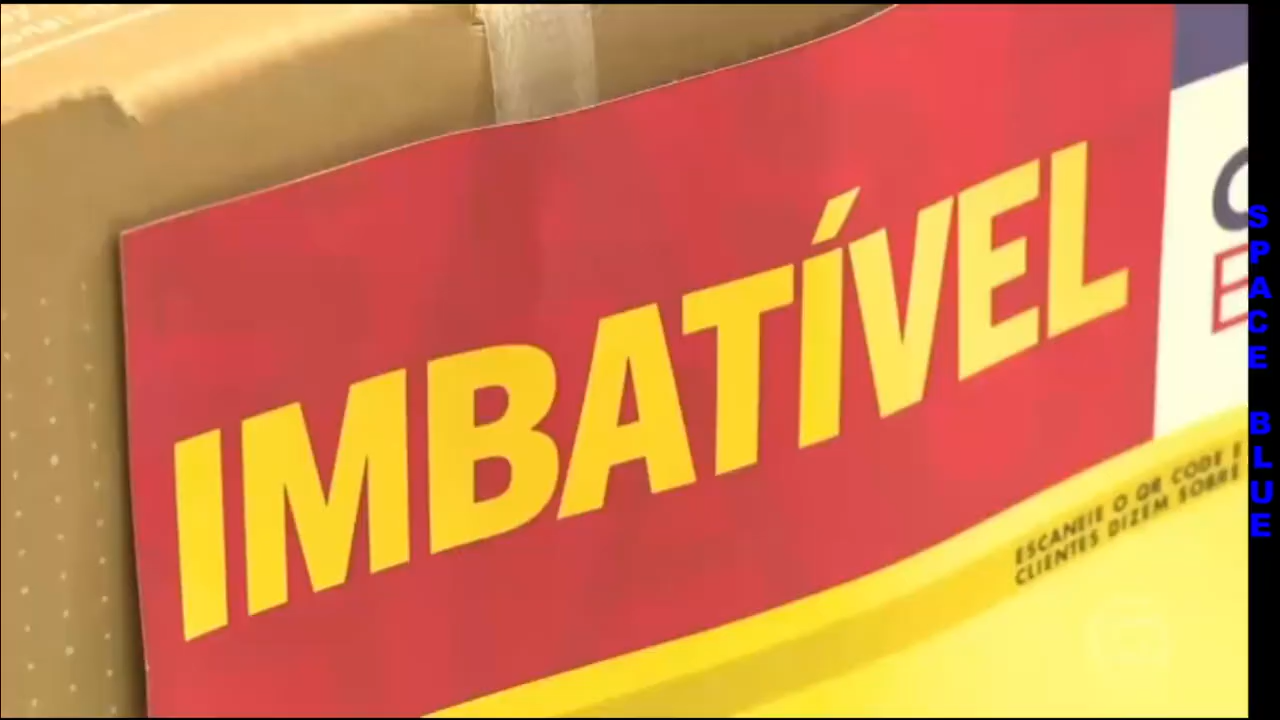 IMBATÍVEL
ESCANEIE O QR CODE E
CLIENTES DIZEM SOBRE
SPACE BLUE